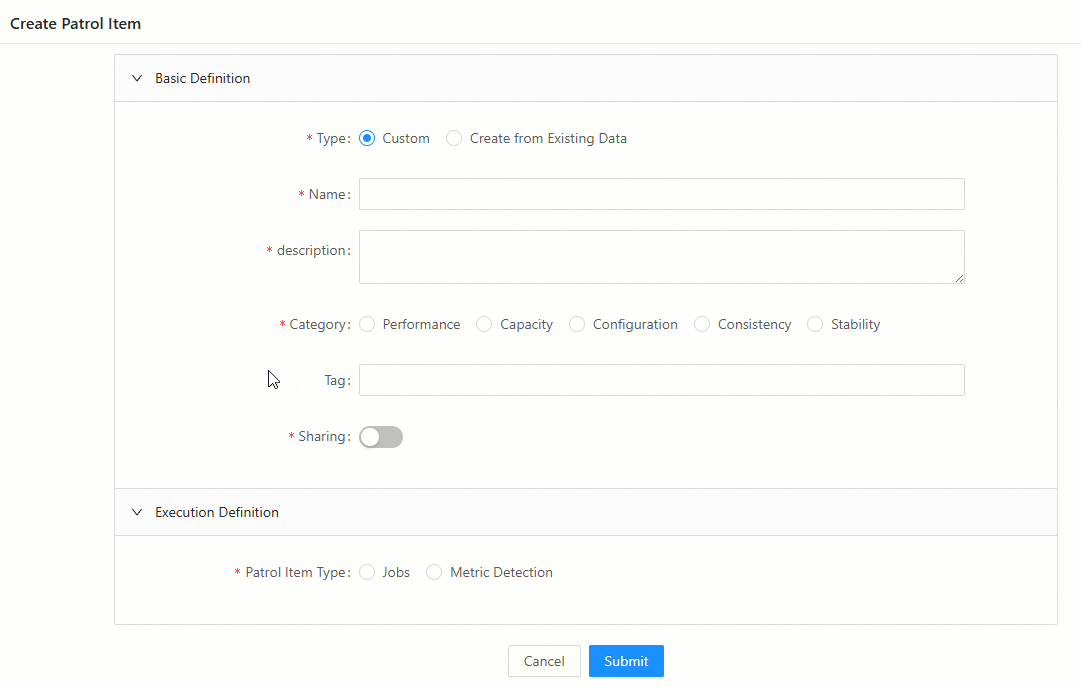 Create Patrol Item
Basic Definition
* Type: Custom Create from Existing Data
* Name:
* description:
* Category: Performance Capacity Configuration Consistency Stability
Tag:
* Sharing:
Execution Definition
* Patrol Item Type: Jobs Metric Detection
Cancel Submit